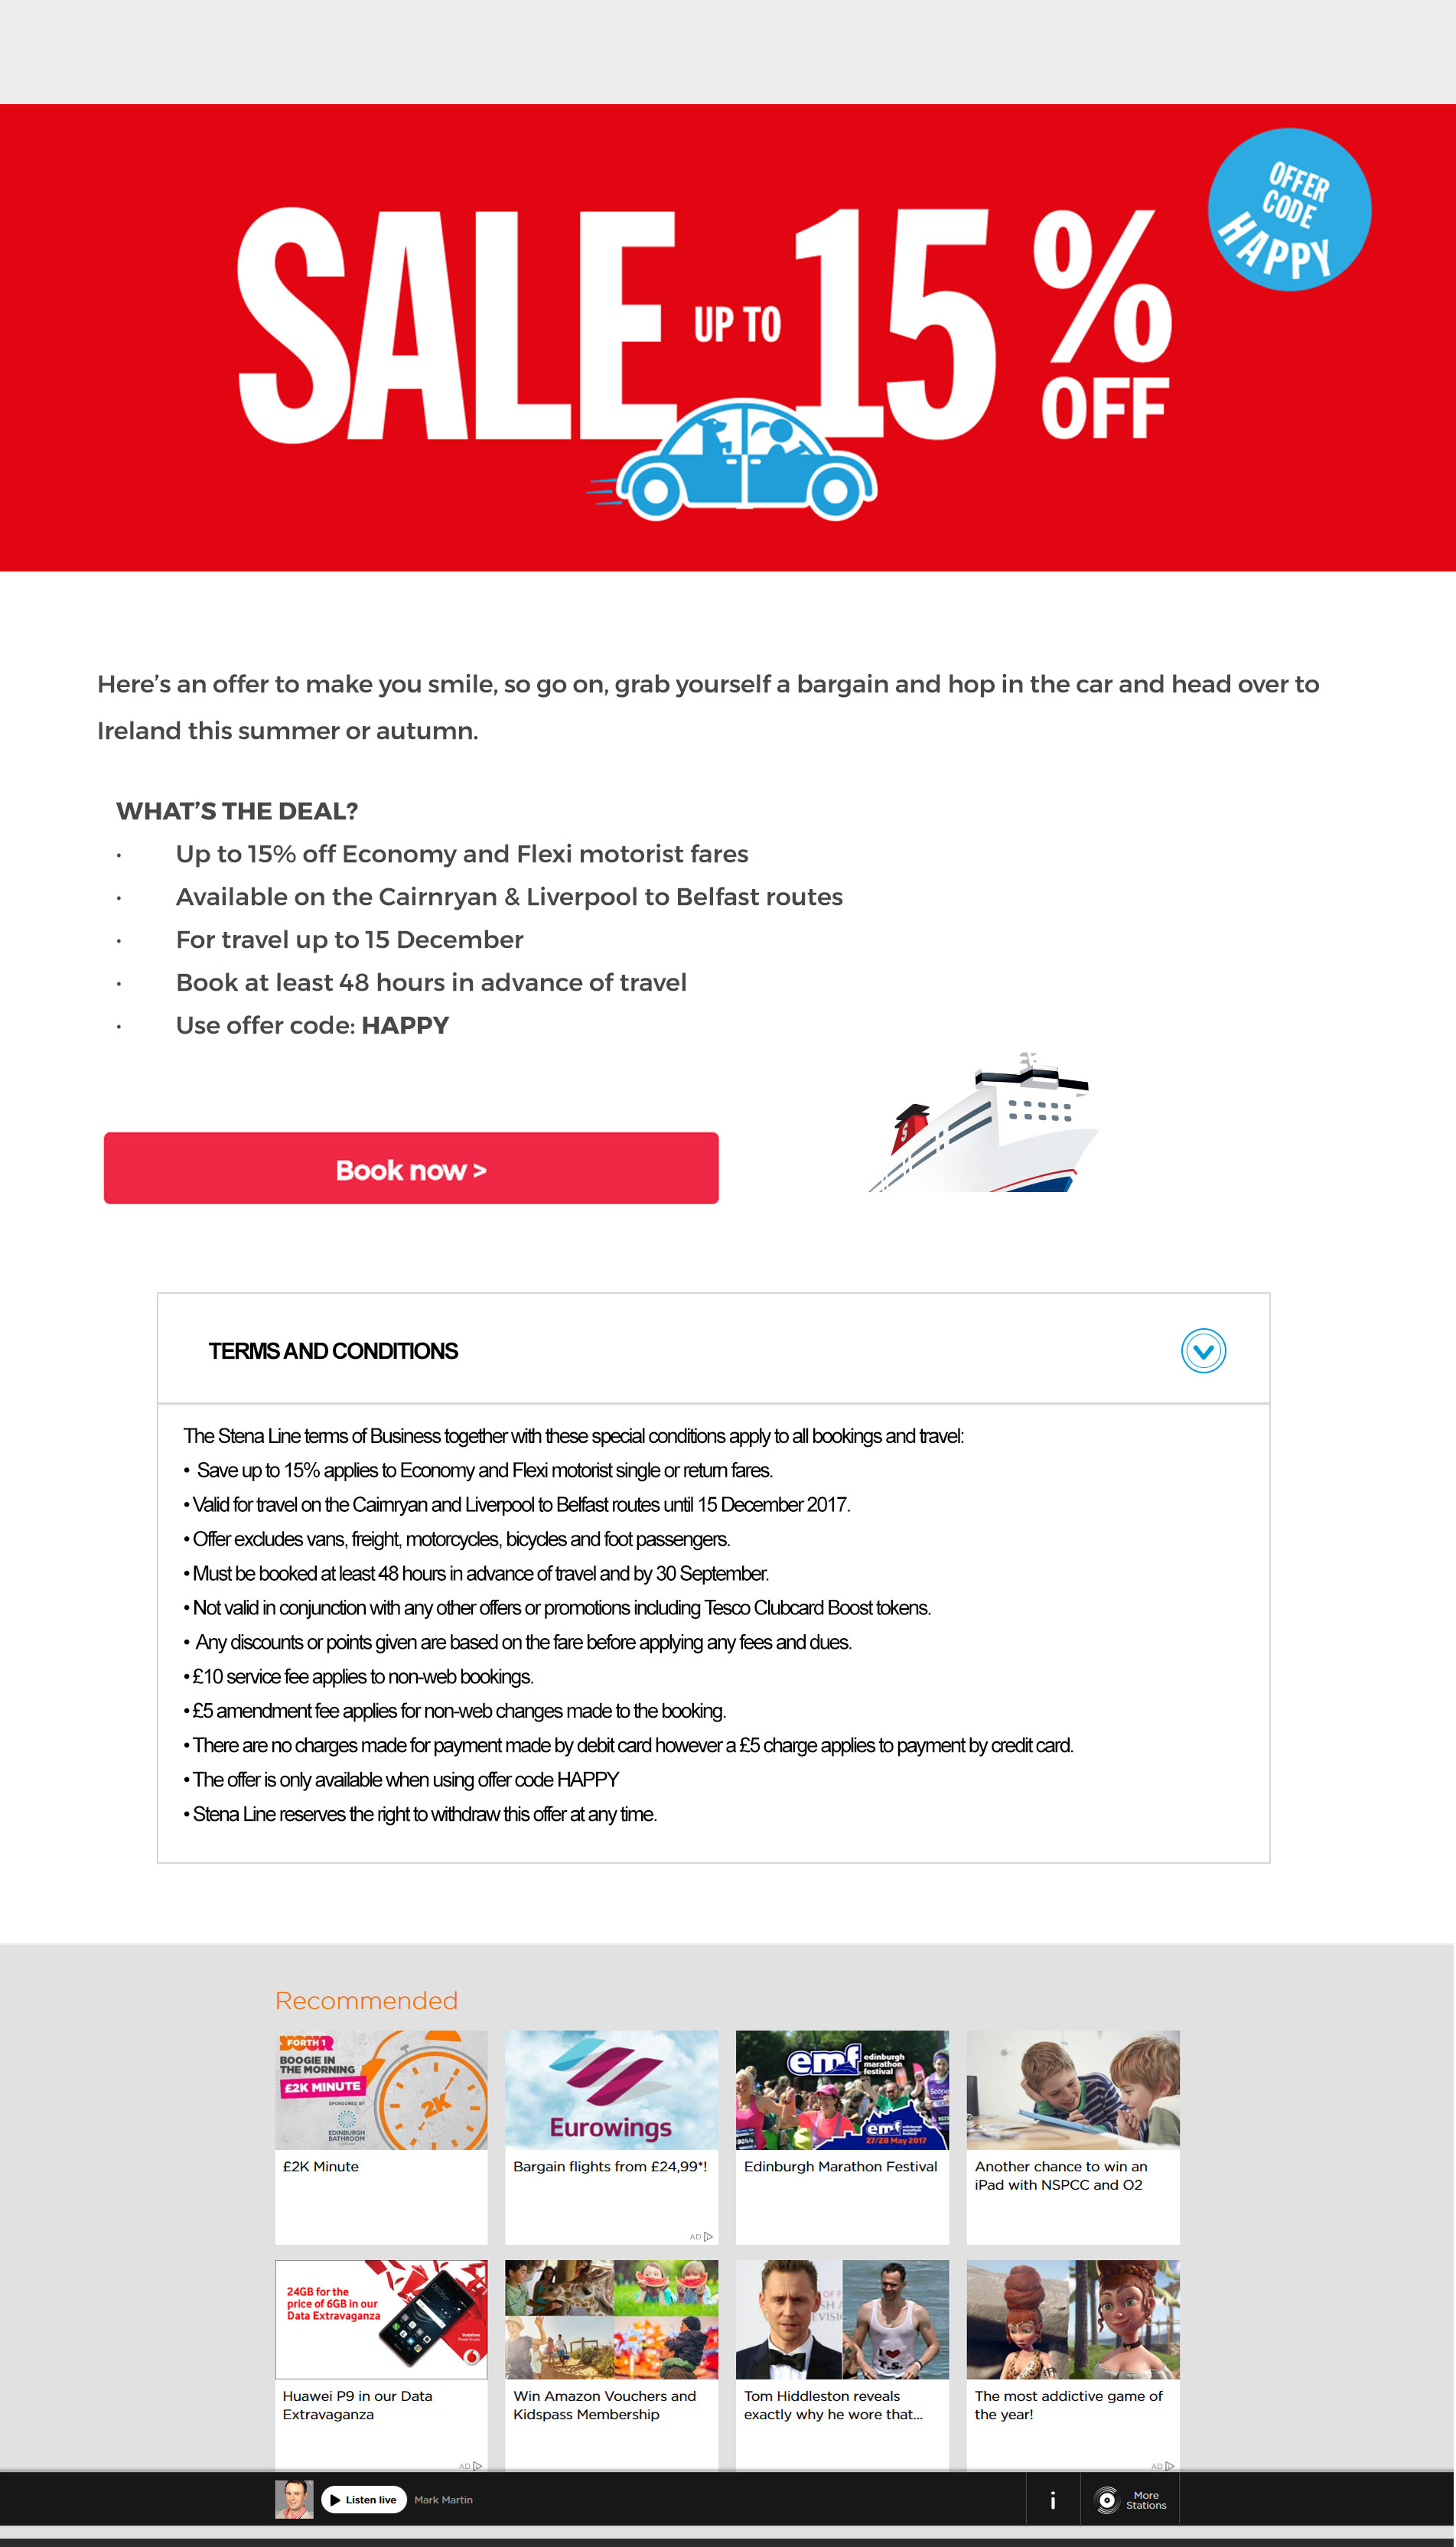 SALE UP TO 15% OFF
OFFER
CODE
HAPPY
Here's an offer to make you smile, so go on, grab yourself a bargain and hop in the car and head over to
Ireland this summer or autumn.
WHAT'S THE DEAL?
· Up to 15% off Economy and Flexi motorist fares
· Available on the Cairnryan & Liverpool to Belfast routes
· For travel up to 15 December
· Book at least 48 hours in advance of travel
· Use offer code: HAPPY
Book now >
S
TERMS AND CONDITIONS
The Stena Line terms of Business together with these special conditions apply to all bookings and travel:
• Save up to 15% applies to Economy and Flexi motorist single or return fares.
• Valid for travel on the Cairnryan and Liverpool to Belfast routes until 15 December 2017.
• Offer excludes vans, freight, motorcycles, bicycles and foot passengers.
• Must be booked at least 48 hours in advance of travel and by 30 September.
• Not valid in conjunction with any other offers or promotions including Tesco Clubcard Boost tokens.
• Any discounts or points given are based on the fare before applying any fees and dues.
• £10 service fee applies to non-web bookings.
• £5 amendment fee applies for non-web changes made to the booking.
• There are no charges made for payment made by debit card however a £5 charge applies to payment by credit card.
• The offer is only available when using offer code HAPPY
• Stena Line reserves the right to withdraw this offer at any time.
Recommended
FORTH 1
BOOGIE IN
THE MORNING
£2K MINUTE
SPONSORED BY
EDINBURGH
BATHROOM
2K
£2K Minute
Eurowings
Bargain flights from £24,99*!
AD
emf edinburgh
marathon
festival
Scope
emf
27/28 May 2017
Edinburgh Marathon Festival
Another chance to win an
iPad with NSPCC and O2
24GB for the
price of 6GB in our
Data Extravaganza
Vodafone
Power to you
Huawei P9 in our Data
Extravaganza
AD
Win Amazon Vouchers and
Kidspass Membership
I ♥
T.S.
Tom Hiddleston reveals
exactly why he wore that...
The most addictive game of
the year!
AD
Listen live
Mark Martin
i
More
Stations